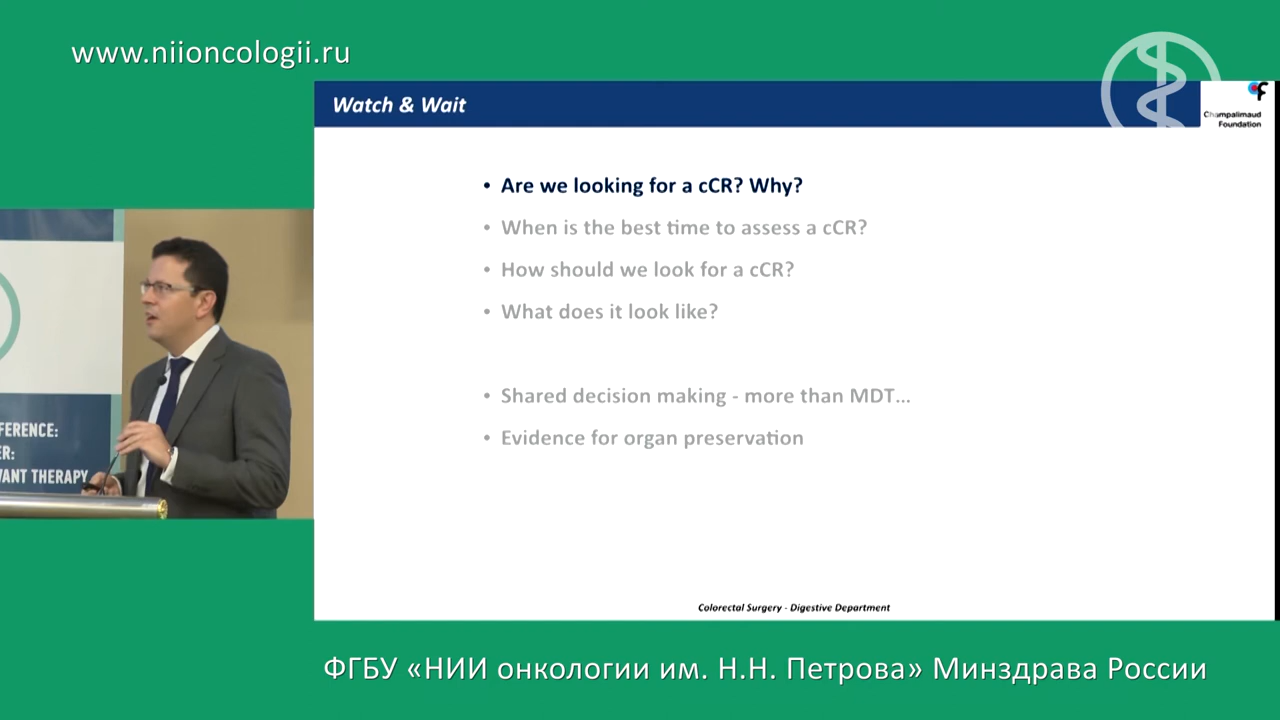 www.niioncologii.ru
Watch & Wait
Champalimaud
Foundation
• Are we looking for a cCR? Why?
• When is the best time to assess a cCR?
• How should we look for a cCR?
• What does it look like?
• Shared decision making - more than MDT...
• Evidence for organ preservation
FERENCE:
ER:
VANT THERAPY
Colorectal Surgery - Digestive Department
ФГБУ «НИИ онкологии им. Н.Н. Петрова» Минздрава России